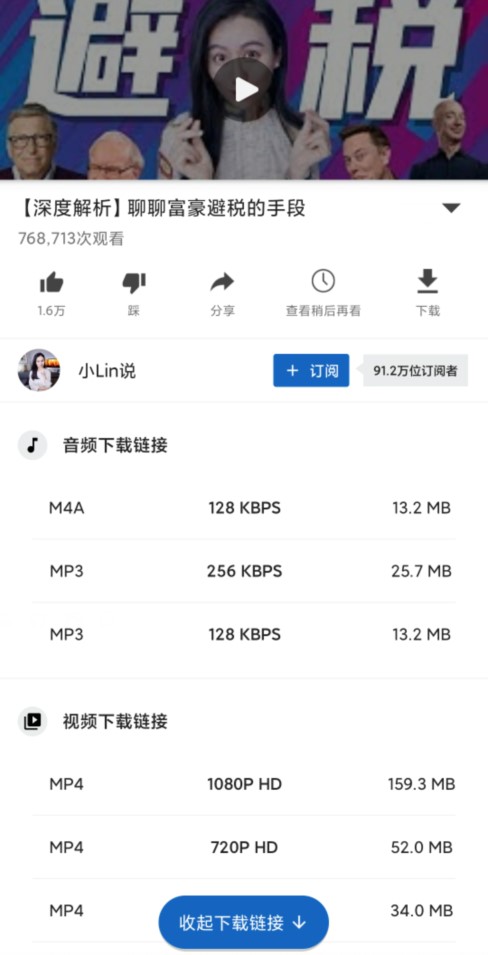 避税
【深度解析】聊聊富豪避税的手段
768,713次观看
1.6万 踩 分享 查看稍后再看 下载
小Lin说 + 订阅 91.2万位订阅者
音频下载链接
M4A 128 KBPS 13.2 MB
MP3 256 KBPS 25.7 MB
MP3 128 KBPS 13.2 MB
视频下载链接
MP4 1080P HD 159.3 MB
MP4 720P HD 52.0 MB
MP4 34.0 MB
收起下载链接 ↓